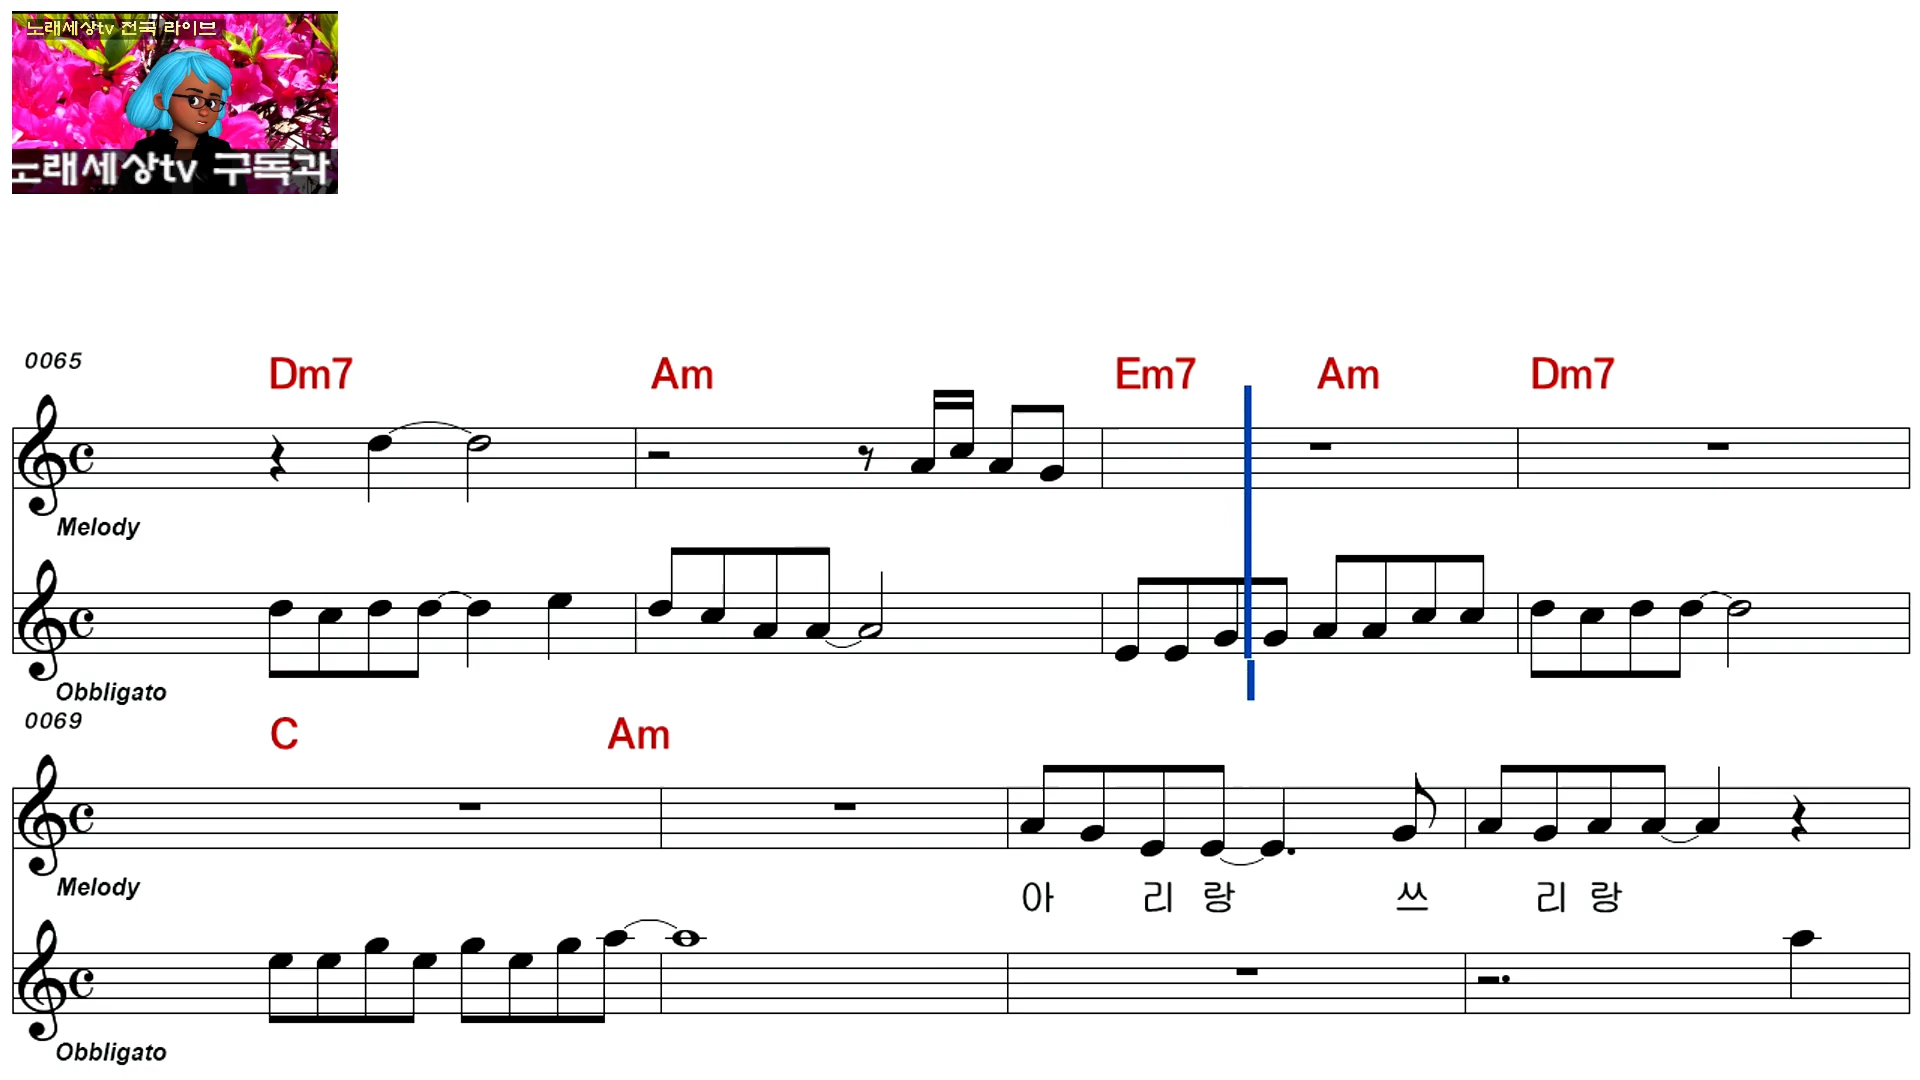 노래세상tv 전국 라이브
노래세상tv 구독과
0065
Dm7 Am Em7 Am Dm7
Melody
Obbligato
0069
C Am
Melody
아 리 랑 쓰 리 랑
Obbligato